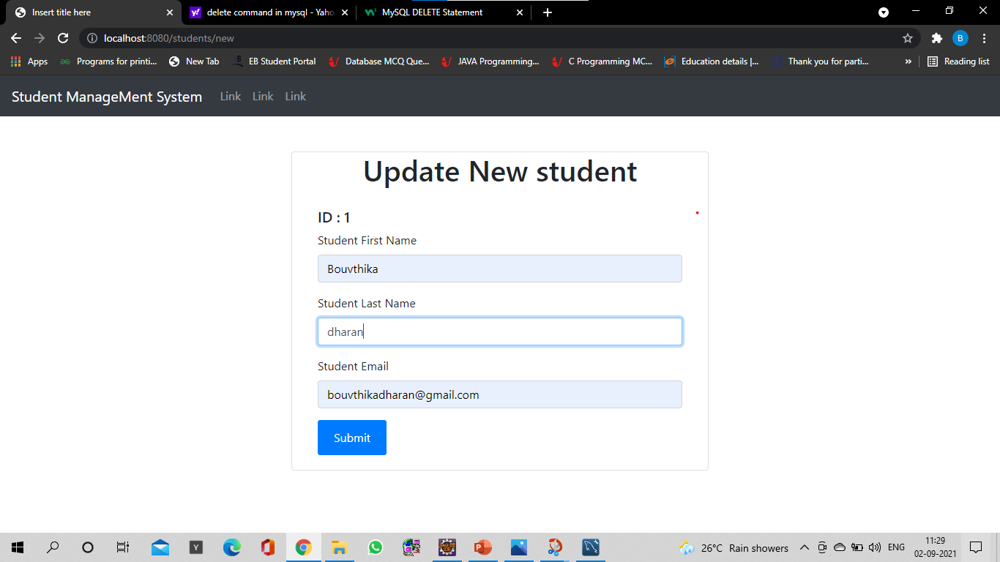 Insert title here
delete command in mysql - Yaho
MySQL DELETE Statement
localhost:8080/students/new
B
Apps
Programs for printi...
New Tab
EB Student Portal
Database MCQ Que...
JAVA Programming...
C Programming MC...
Education details |...
Thank you for parti...
»
Reading list
Student ManageMent System Link Link Link
Update New student
ID : 1
Student First Name
Bouvthika
Student Last Name
dharan
Student Email
bouvthikadharan@gmail.com
Submit
26°C Rain showers
ENG
11:29
02-09-2021